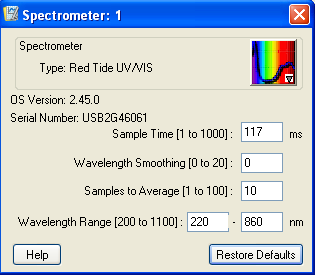 Spectrometer: 1
Spectrometer
Type: Red Tide UV/VIS
OS Version: 2.45.0
Serial Number: USB2G46061
Sample Time [1 to 1000] : 117 ms
Wavelength Smoothing [0 to 20] : 0
Samples to Average [1 to 100] : 10
Wavelength Range [200 to 1100] : 220 - 860 nm
Help Restore Defaults